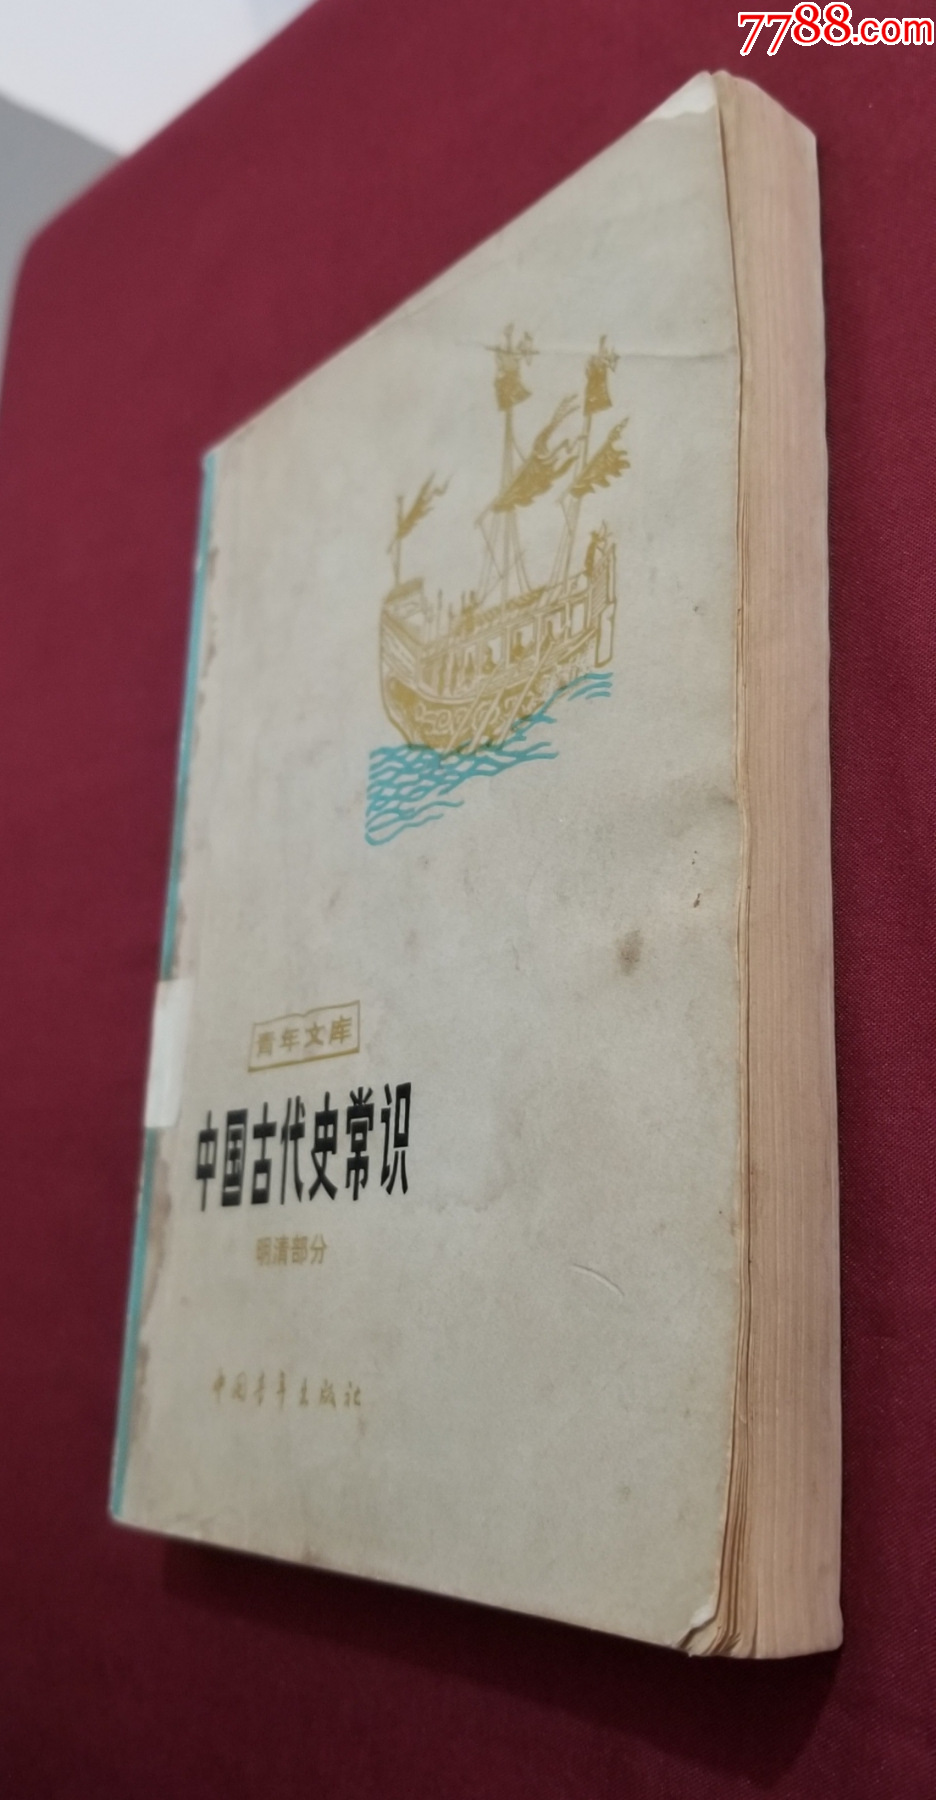 7788.com
青年文库
中国古代史常识
明清部分
中国青年出版社